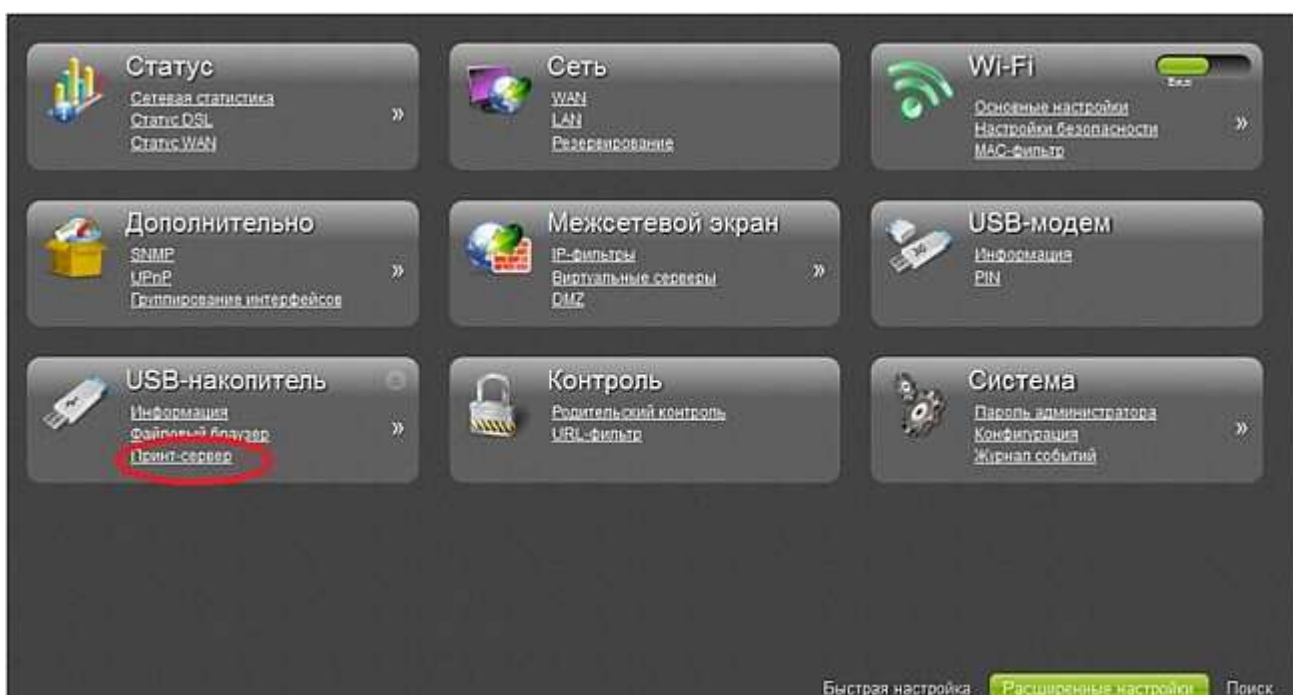 Статус
Сетевая статистика
Статус DSL
Статус WAN
»
Сеть
WAN
LAN
Резервирование
Wi-Fi
Вкл
Основные настройки
Настройки безопасности
MAC-фильтр
»
Дополнительно
SNMP
UPnP
Группирование интерфейсов
»
Межсетевой экран
IP-фильтры
Виртуальные серверы
DMZ
»
USB-модем
Информация
PIN
USB-накопитель
Информация
Файловый браузер
Принт-сервер
»
Контроль
Родительский контроль
URL-фильтр
Система
Пароль администратора
Конфигурация
Журнал событий
»
Быстрая настройка
Расширенные настройки
Поиск